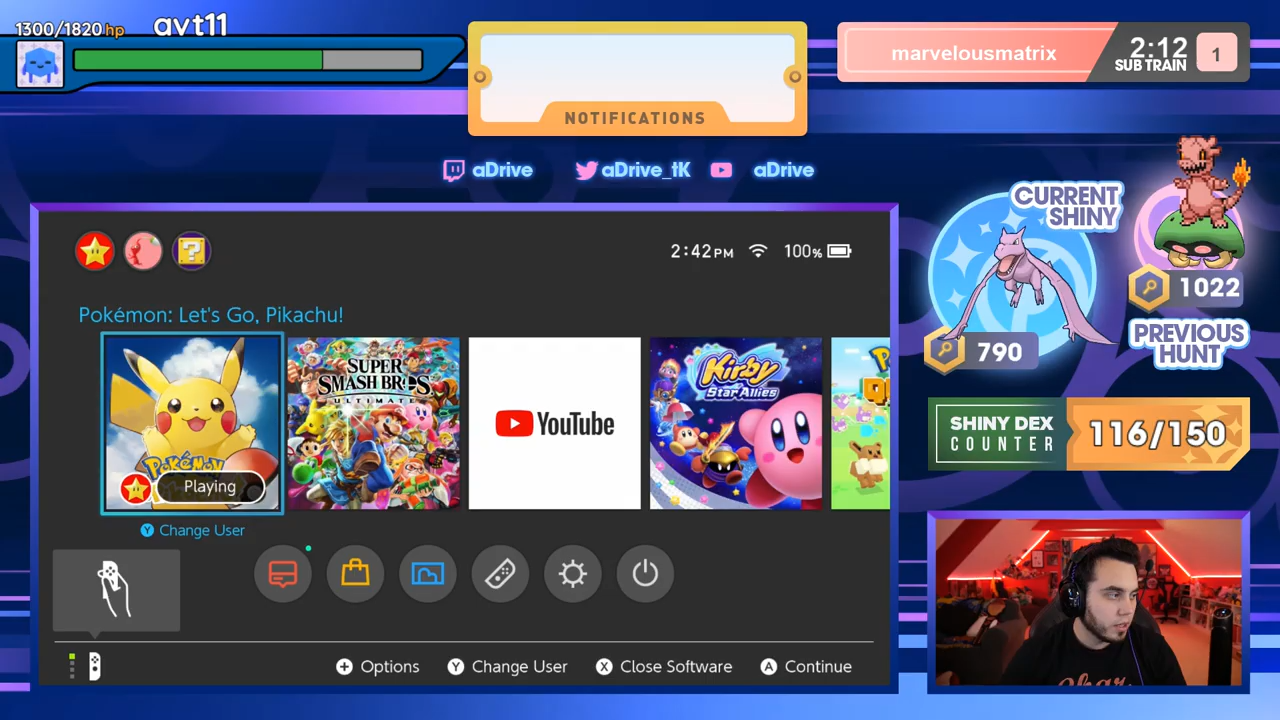 1300/1820hp
avt11
NOTIFICATIONS
marvelousmatrix
2:12
SUB TRAIN
1
aDrive
aDrive_tK
aDrive
2:42PM
100%
Pokémon: Let's Go, Pikachu!
Playing
SUPER
SMASH BROS
ULTIMATE
YouTube
Kirby
Star Allies
Change User
Options
Change User
Close Software
Continue
CURRENT
SHINY
790
1022
PREVIOUS
HUNT
SHINY DEX
COUNTER
116/150